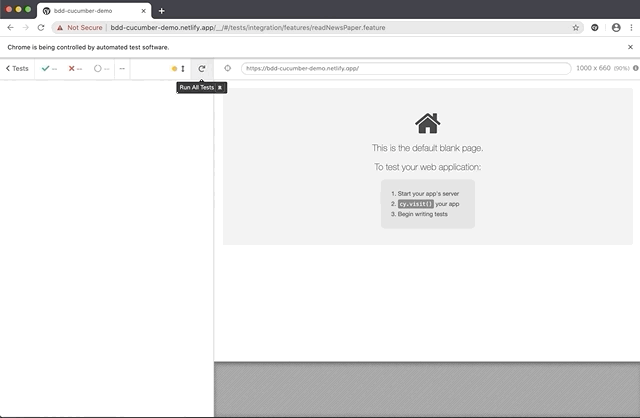 bdd-cucumber-demo
Not Secure
bdd-cucumber-demo.netlify.app/__/#/tests/integration/features/readNewsPaper.feature
Chrome is being controlled by automated test software.
Tests -- -- -- --
https://bdd-cucumber-demo.netlify.app/
1000 x 660 (90%)
Run All Tests
This is the default blank page.
To test your web application:
1. Start your app's server
2. cy.visit() your app
3. Begin writing tests